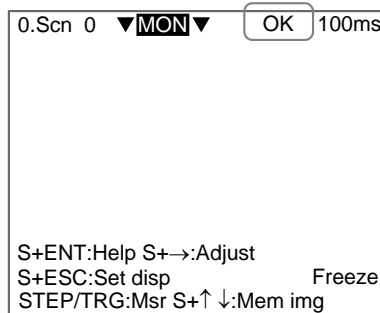 0.Scn 0 ▼MON▼ OK 100ms
S+ENT:Help S+→:Adjust
S+ESC:Set disp Freeze
STEP/TRG:Msr S+↑↓:Mem img